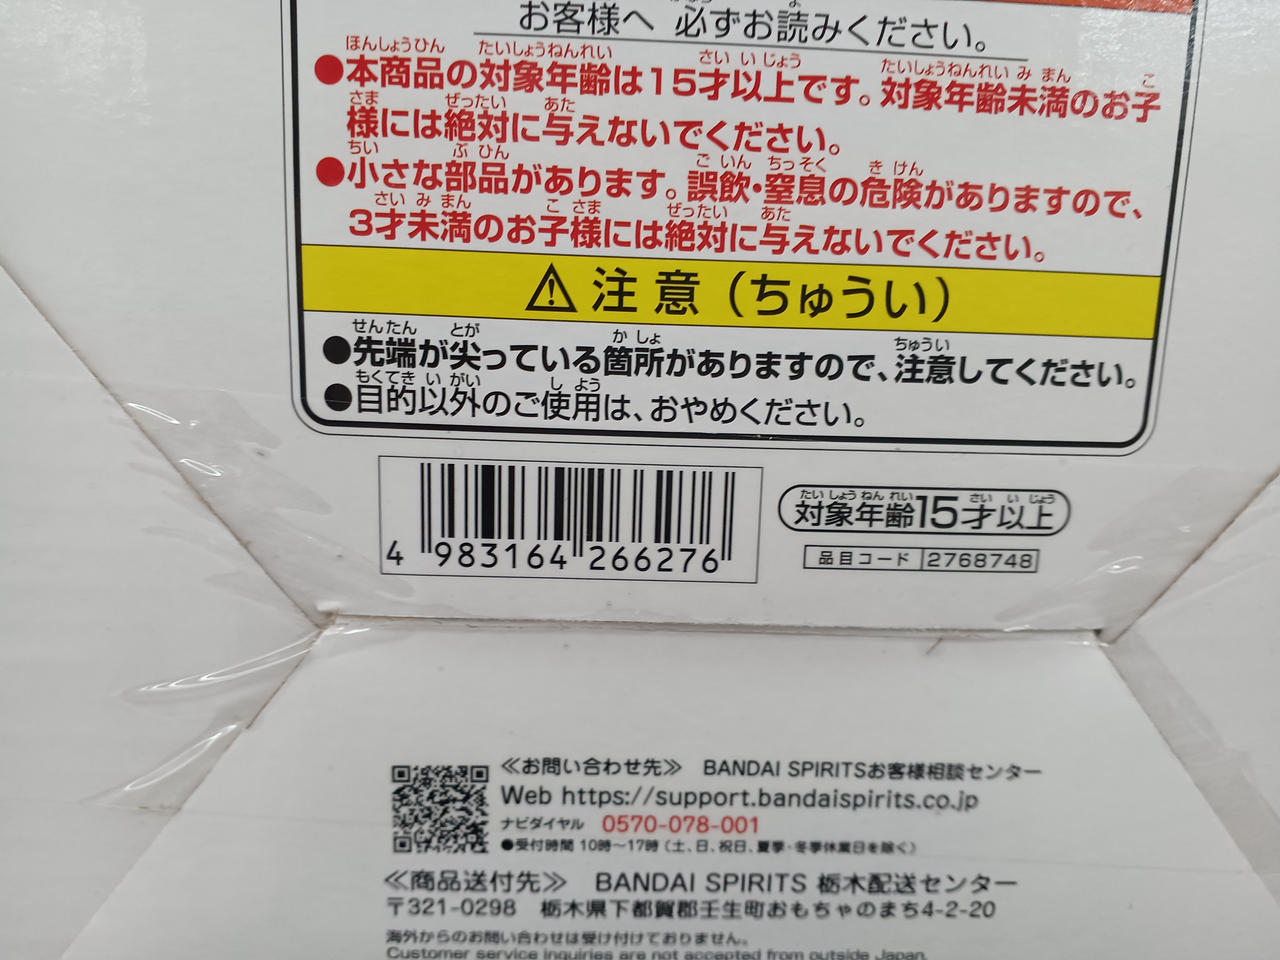 お客様へ 必ずお読みください。
●本商品の対象年齢は15才以上です。対象年齢未満のお子
様には絶対に与えないでください。
●小さな部品があります。誤飲・窒息の危険がありますので、
3才未満のお子様には絶対に与えないでください。
⚠注意（ちゅうい）
●先端が尖っている箇所がありますので、注意してください。
●目的以外のご使用は、おやめください。
4 983164 266276
対象年齢15才以上
品目コード 2768748
≪お問い合わせ先≫ BANDAI SPIRITSお客様相談センター
Web https://support.bandaispirits.co.jp
ナビダイヤル 0570-078-001
●受付時間 10時～17時（土、日、祝日、夏季・冬季休業日を除く）
≪商品送付先≫ BANDAI SPIRITS 栃木配送センター
〒321-0298 栃木県下都賀郡壬生町おもちゃのまち4-2-20
海外からのお問い合わせは受け付けておりません。
Customer service inquiries are not accepted from outside Japan.